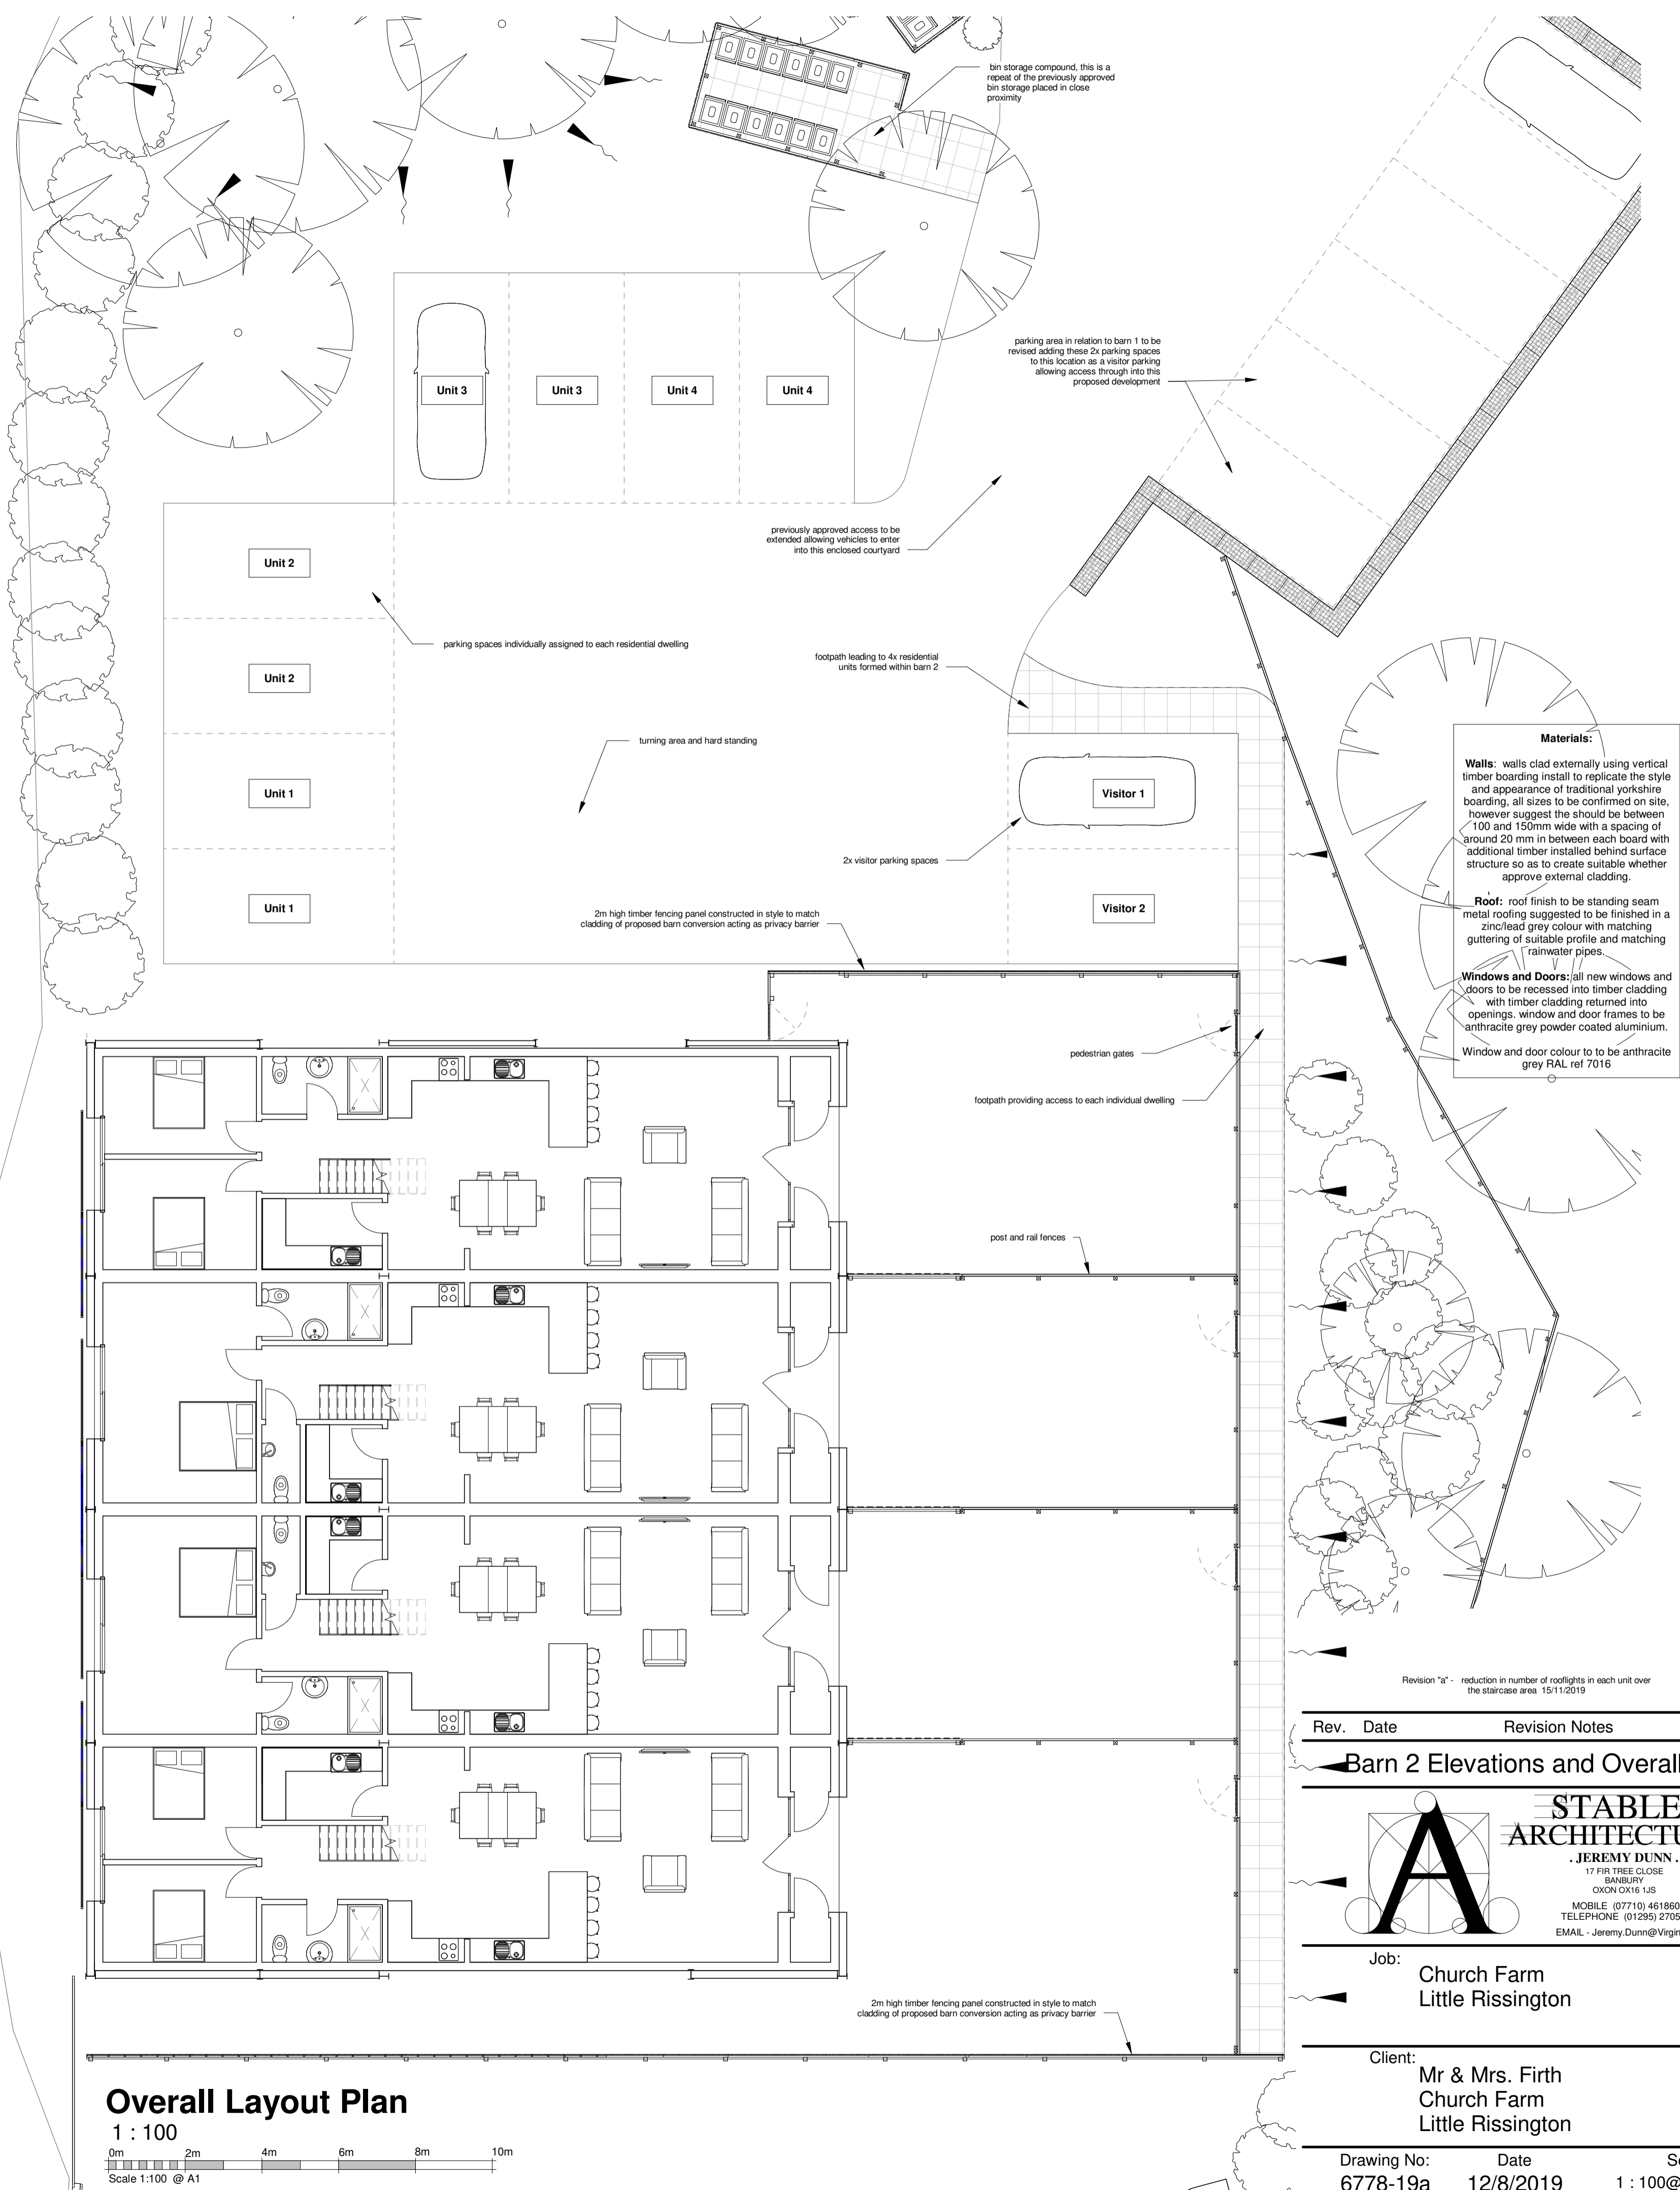 bin storage compound, this is a
repeat of the previously approved
bin storage placed in close
proximity
parking area in relation to barn 1 to be
revised adding these 2x parking spaces
to this location as a visitor parking
allowing access through into this
proposed development
Unit 3
Unit 3
Unit 4
Unit 4
previously approved access to be
extended allowing vehicles to enter
into this enclosed courtyard
Unit 2
parking spaces individually assigned to each residential dwelling
footpath leading to 4x residential
units formed within barn 2
Unit 2
turning area and hard standing
Unit 1
Visitor 1
2x visitor parking spaces
Unit 1
Visitor 2
2m high timber fencing panel constructed in style to match
cladding of proposed barn conversion acting as privacy barrier
Materials:
Walls: walls clad externally using vertical
timber boarding install to replicate the style
and appearance of traditional yorkshire
boarding, all sizes to be confirmed on site,
however suggest the should be between
100 and 150mm wide with a spacing of
around 20 mm in between each board with
additional timber installed behind surface
structure so as to create suitable whether
approve external cladding.
Roof: roof finish to be standing seam
metal roofing suggested to be finished in a
zinc/lead grey colour with matching
guttering of suitable profile and matching
rainwater pipes.
Windows and Doors: all new windows and
doors to be recessed into timber cladding
with timber cladding returned into
openings. window and door frames to be
anthracite grey powder coated aluminium.
Window and door colour to to be anthracite
grey RAL ref 7016
pedestrian gates
footpath providing access to each individual dwelling
post and rail fences
Revision "a" - reduction in number of rooflights in each unit over
the staircase area 15/11/2019
Rev. Date Revision Notes
Barn 2 Elevations and Overall
STABLE
ARCHITECTU
. JEREMY DUNN .
17 FIR TREE CLOSE
BANBURY
OXON OX16 1JS
MOBILE (07710) 461860
TELEPHONE (01295) 2705
EMAIL - Jeremy.Dunn@Virgin
Job:
Church Farm
Little Rissington
2m high timber fencing panel constructed in style to match
cladding of proposed barn conversion acting as privacy barrier
Client:
Mr & Mrs. Firth
Church Farm
Little Rissington
Overall Layout Plan
1 : 100
0m 2m 4m 6m 8m 10m
Scale 1:100 @ A1
Drawing No: Date Sc
6778-19a 12/8/2019 1 : 100@